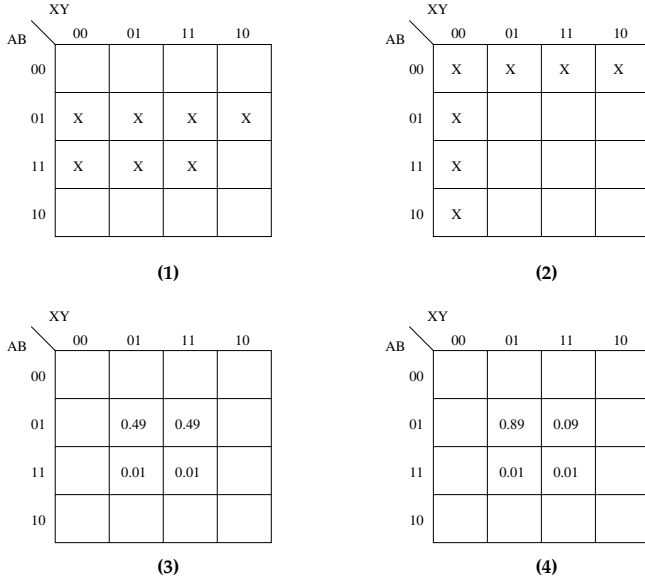 XY
AB 00 01 11 10
00
01 X X X X
11 X X X
10
(1)
XY
AB 00 01 11 10
00 X X X X
01 X
11 X
10 X
(2)
XY
AB 00 01 11 10
00
01 0.49 0.49
11 0.01 0.01
10
(3)
XY
AB 00 01 11 10
00
01 0.89 0.09
11 0.01 0.01
10
(4)